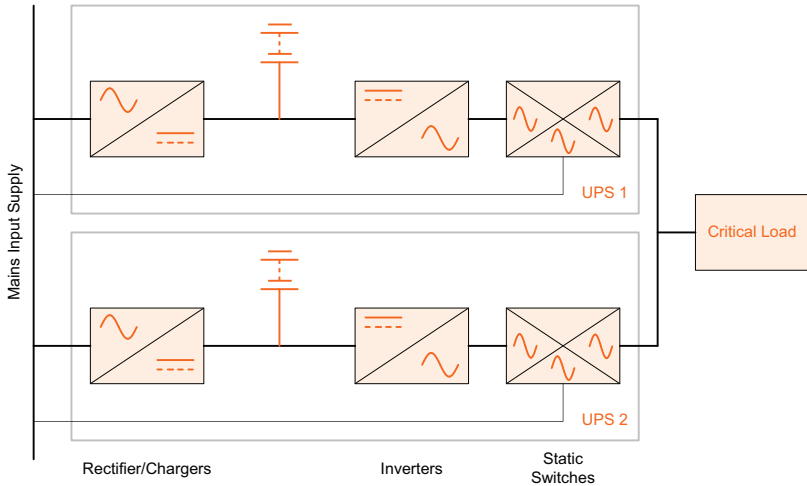 Mains Input Supply
UPS 1
Critical Load
UPS 2
Rectifier/Chargers
Inverters
Static
Switches